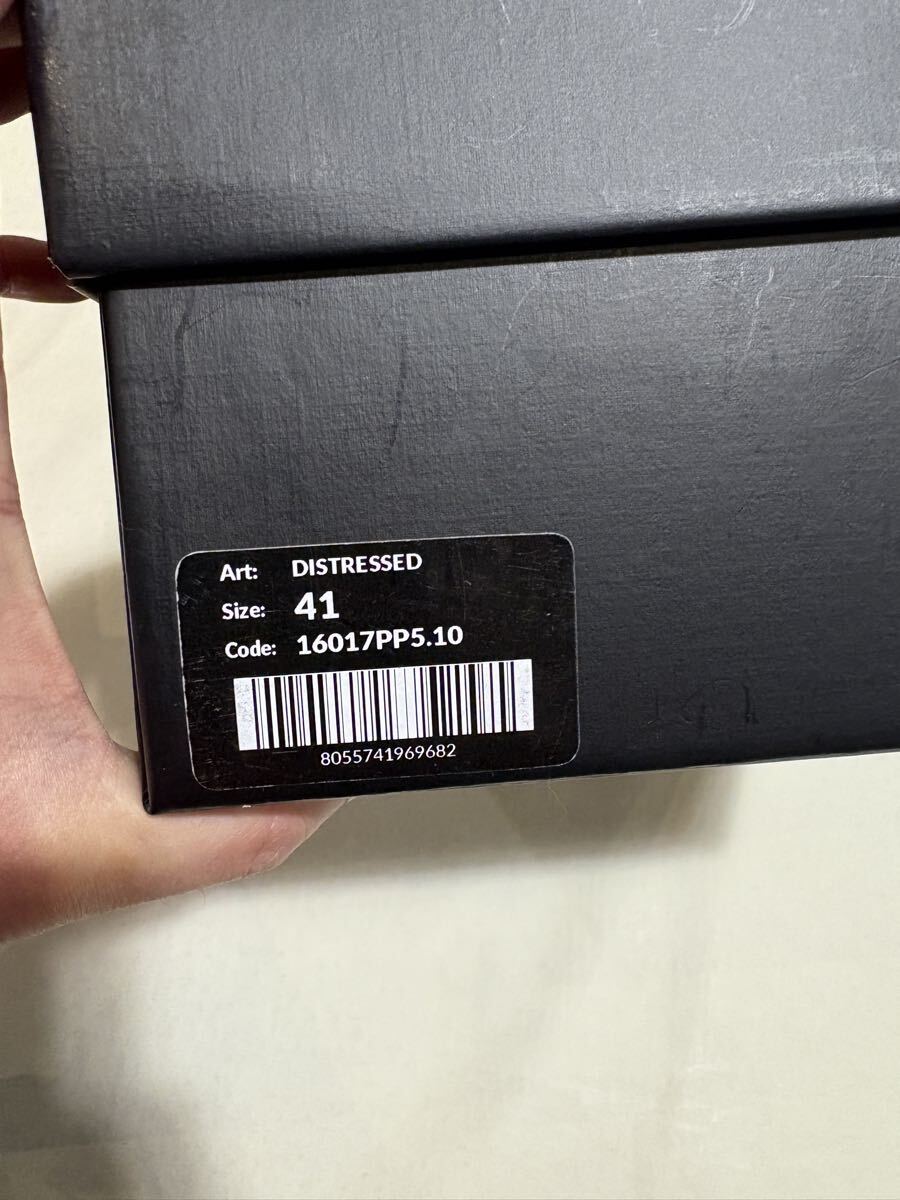 Art: DISTRESSED
Size: 41
Code: 16017PP5.10
8055741969682